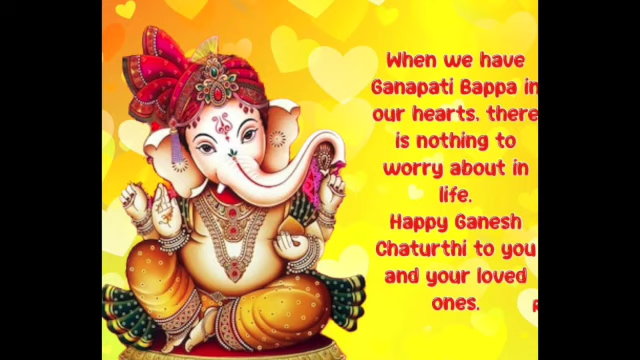 When we have
Ganapati Bappa in
our hearts, there
is nothing to
worry about in
life.
Happy Ganesh
Chaturthi to you
and your loved
ones.